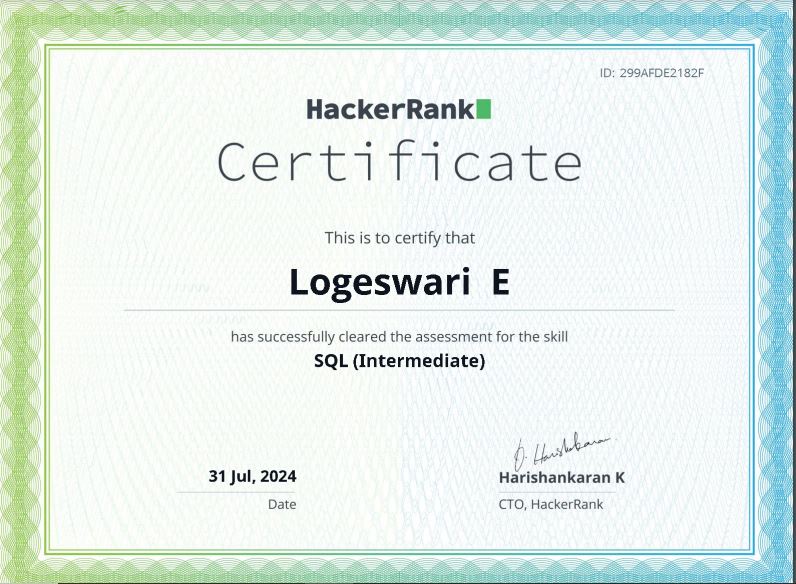 ID: 299AFDE2182F
HackerRank
Certificate
This is to certify that
Logeswari E
has successfully cleared the assessment for the skill
SQL (Intermediate)
31 Jul, 2024
Date
D. Harishankaran
Harishankaran K
CTO, HackerRank